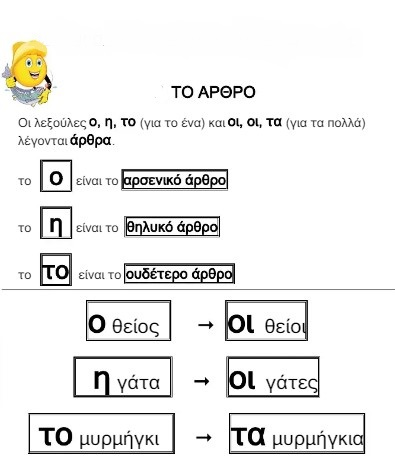 ΤΟ ΑΡΘΡΟ
Οι λεξούλες ο, η, το (για το ένα) και οι, οι, τα (για τα πολλά)
λέγονται άρθρα.
το ο είναι το αρσενικό άρθρο
το η είναι το θηλυκό άρθρο
το το είναι το ουδέτερο άρθρο
ο θείος → οι θείοι
η γάτα → οι γάτες
το μυρμήγκι → τα μυρμήγκια